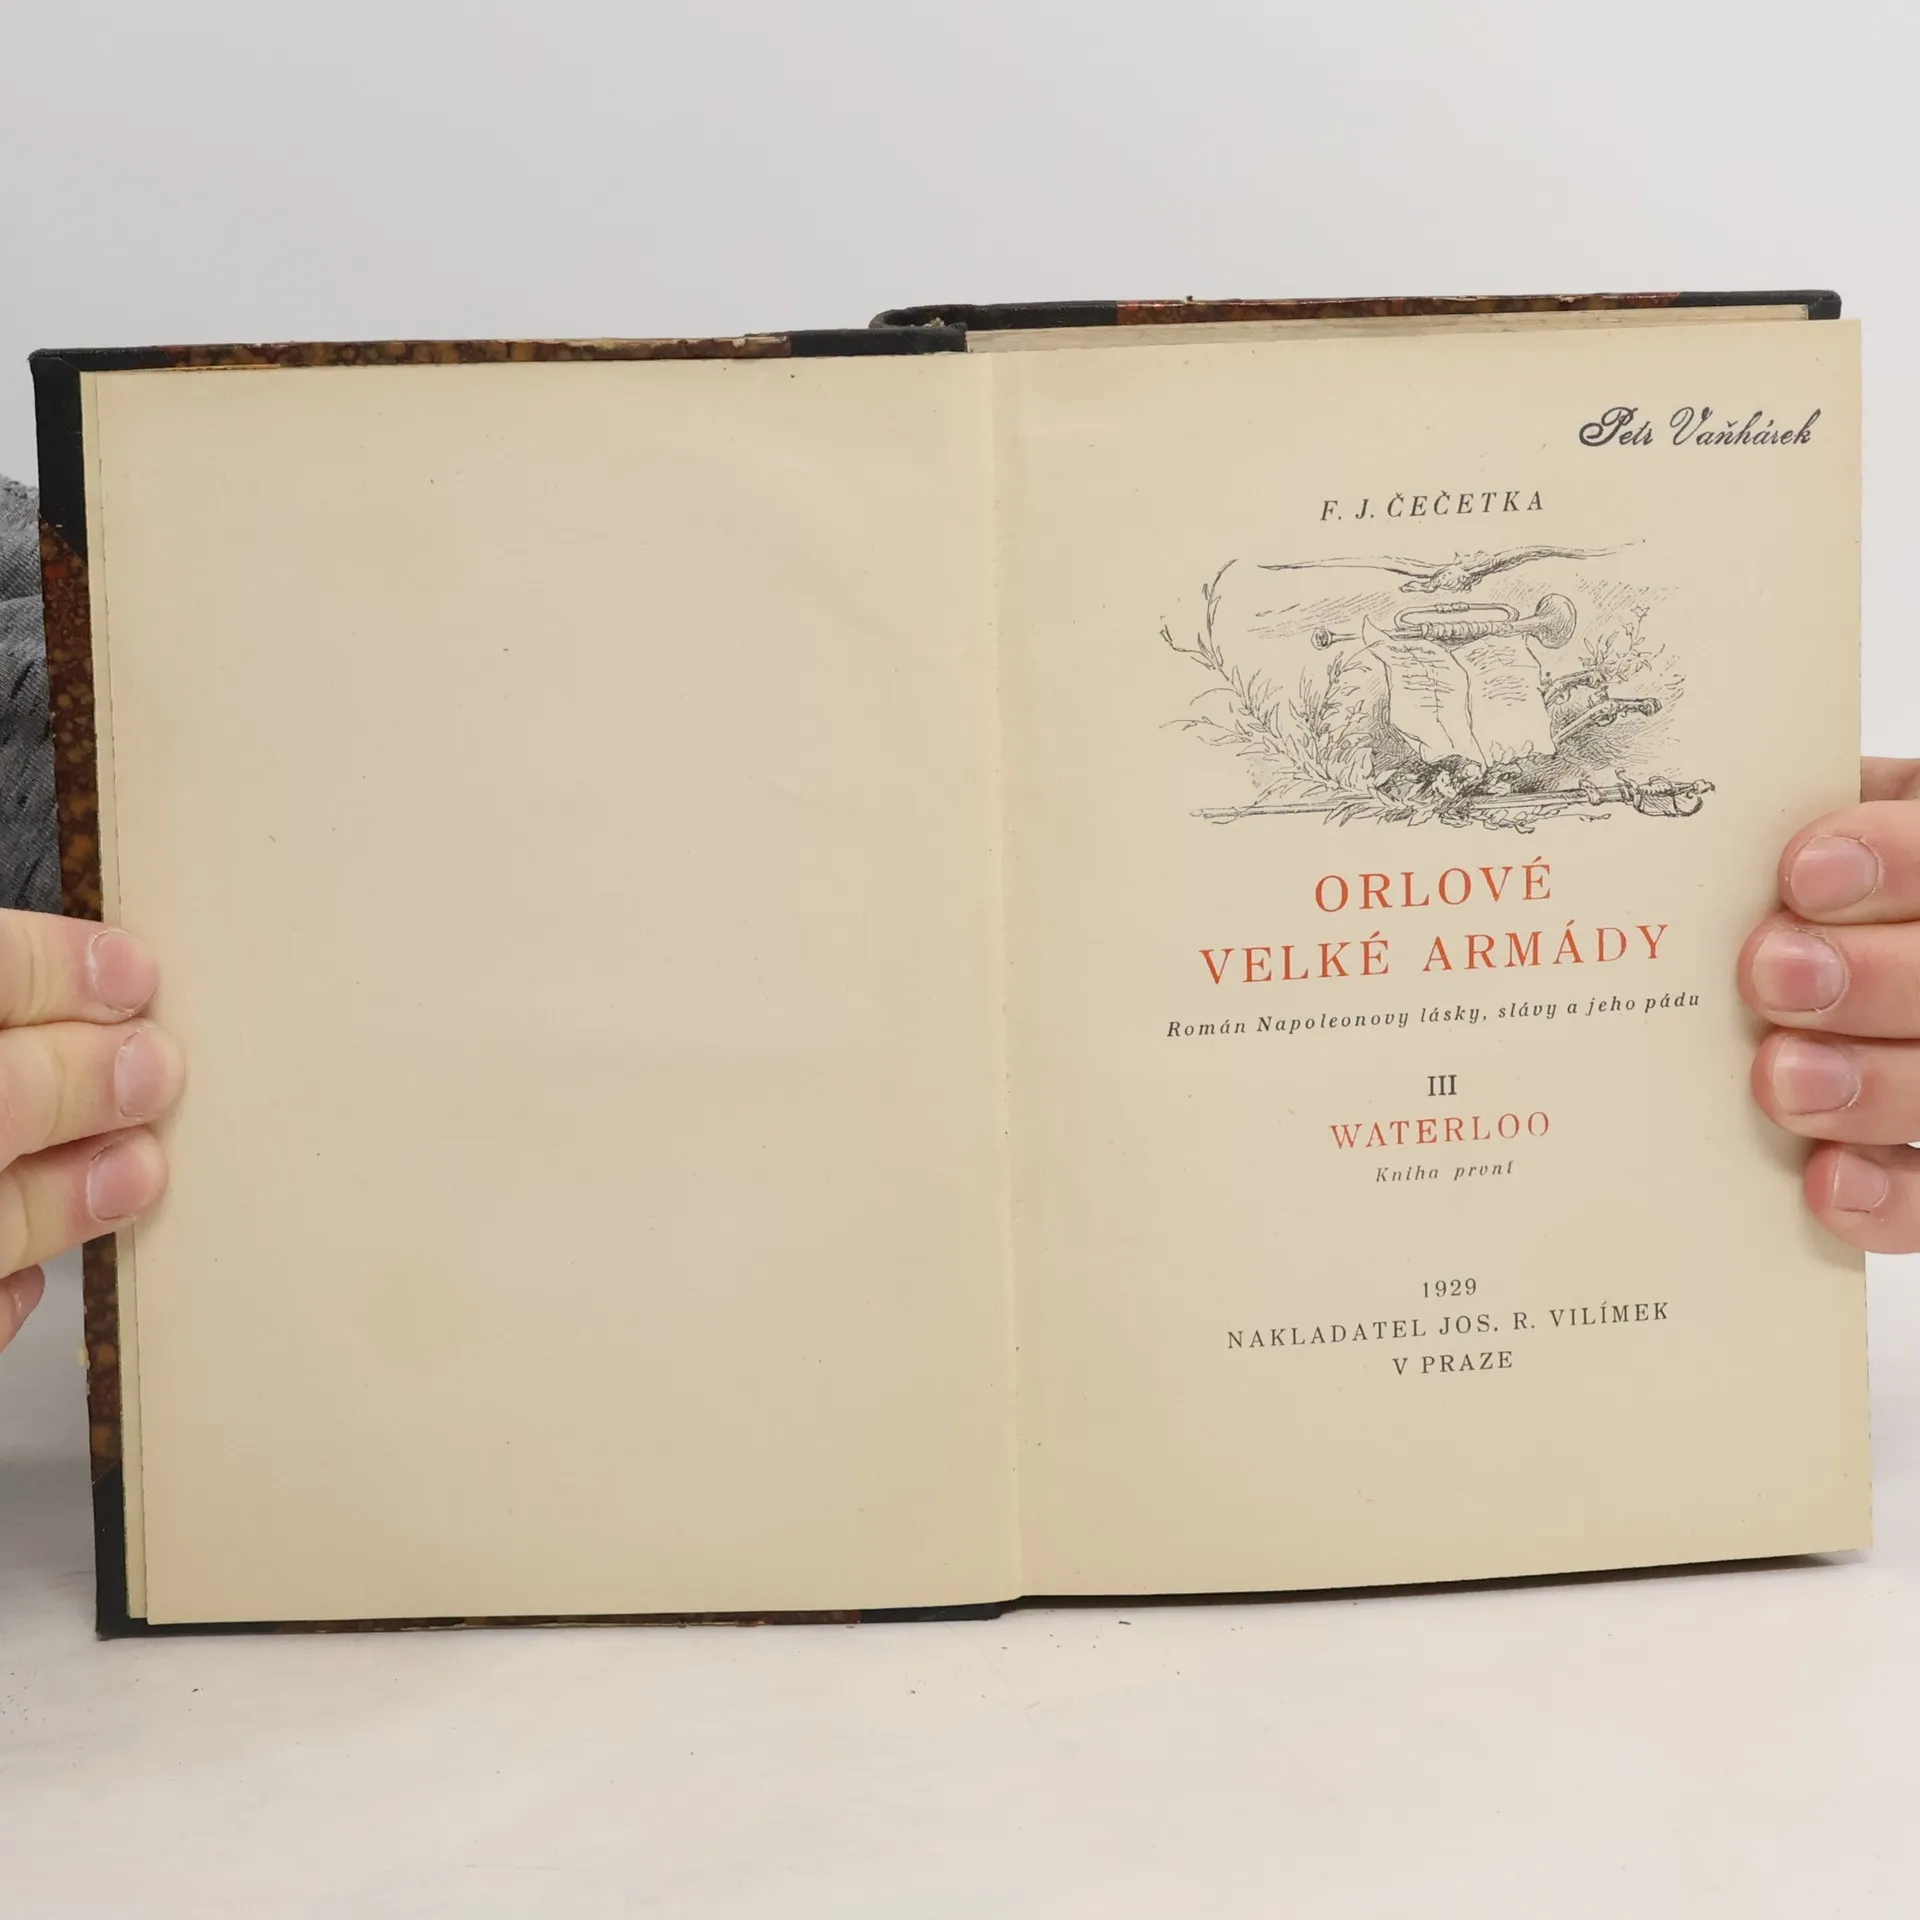 Petr Vaňhárek
F. J. ČEČETKA
ORLOVÉ
VELKÉ ARMÁDY
Román Napoleonovy lásky, slávy a jeho pádu
III
WATERLOO
Kniha první
1929
NAKLADATEL JOS. R. VILÍMEK
V PRAZE